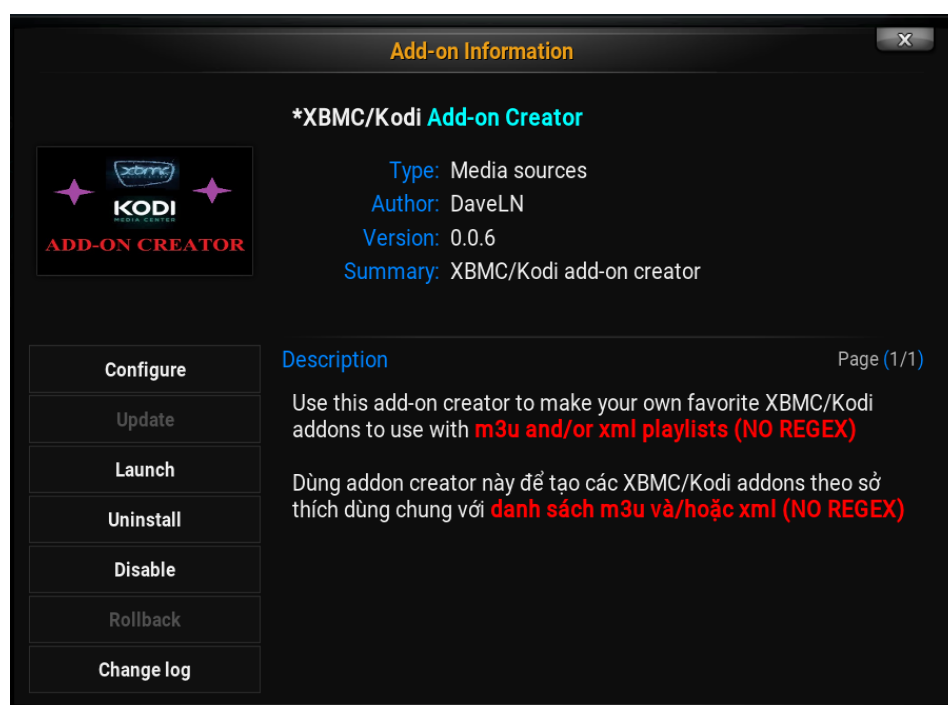 Add-on Information
X
*XBMC/Kodi Add-on Creator
Type: Media sources
Author: DaveLN
Version: 0.0.6
Summary: XBMC/Kodi add-on creator
xbmc
KODI
MEDIA CENTER
ADD-ON CREATOR
Configure
Update
Launch
Uninstall
Disable
Rollback
Change log
Description
Page (1/1)
Use this add-on creator to make your own favorite XBMC/Kodi
addons to use with m3u and/or xml playlists (NO REGEX)
Dùng addon creator này để tạo các XBMC/Kodi addons theo sở
thích dùng chung với danh sách m3u và/hoặc xml (NO REGEX)